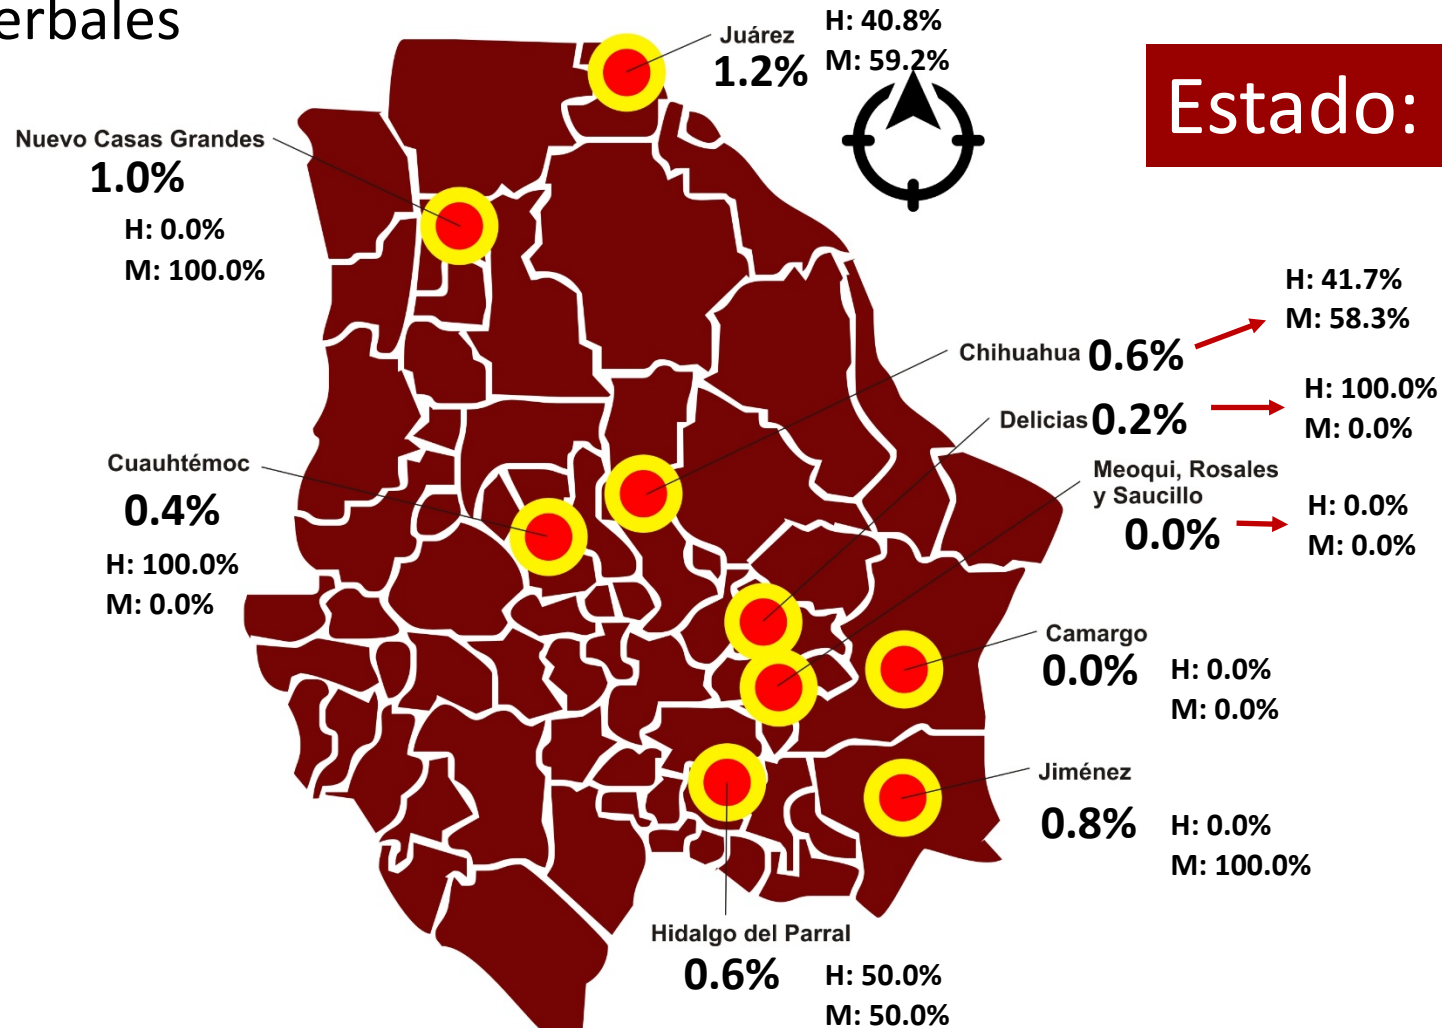 erbales
Juárez
1.2%
H: 40.8%
M: 59.2%
Estado:
Nuevo Casas Grandes
1.0%
H: 0.0%
M: 100.0%
Chihuahua 0.6%
H: 41.7%
M: 58.3%
Delicias 0.2%
H: 100.0%
M: 0.0%
Meoqui, Rosales
y Saucillo
0.0%
H: 0.0%
M: 0.0%
Cuauhtémoc
0.4%
H: 100.0%
M: 0.0%
Camargo
0.0%
H: 0.0%
M: 0.0%
Jiménez
0.8%
H: 0.0%
M: 100.0%
Hidalgo del Parral
0.6%
H: 50.0%
M: 50.0%